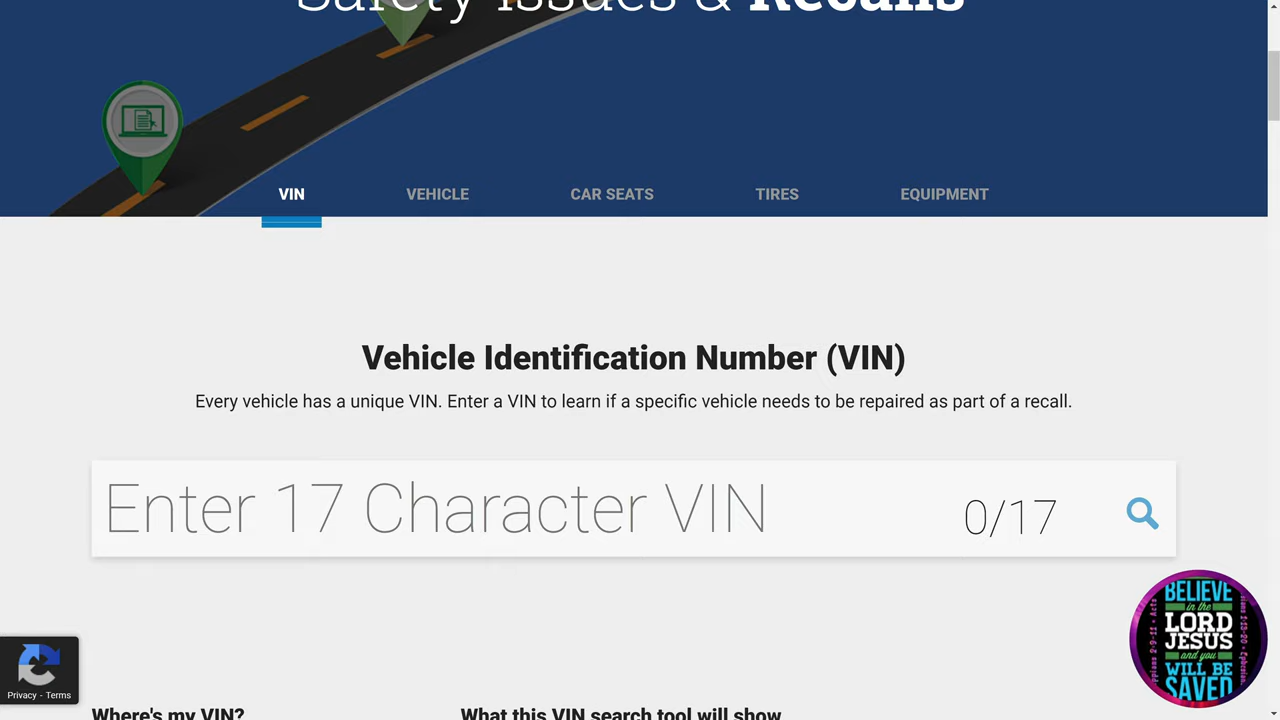 Safety Issues & Recalls
VIN
VEHICLE
CAR SEATS
TIRES
EQUIPMENT
Vehicle Identification Number (VIN)
Every vehicle has a unique VIN. Enter a VIN to learn if a specific vehicle needs to be repaired as part of a recall.
Enter 17 Character VIN
0/17
BELIEVE
in the
LORD
JESUS
and you
WILL BE
SAVED
Privacy - Terms
Where's my VIN?
What this VIN search tool will show